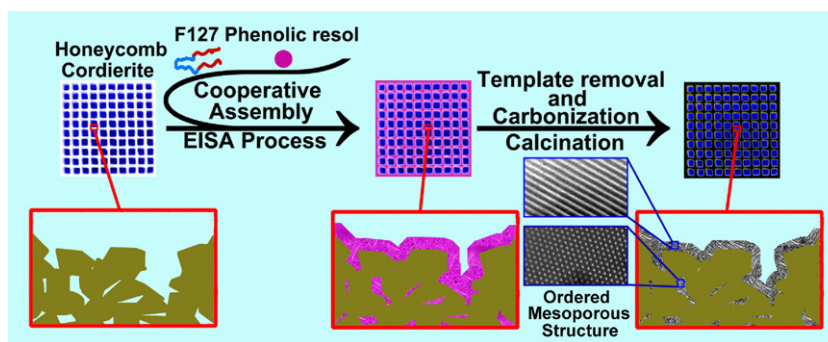 Honeycomb
Cordierite
F127 Phenolic resol
Cooperative
Assembly
EISA Process
Template removal
and
Carbonization
Calcination
Ordered
Mesoporous
Structure